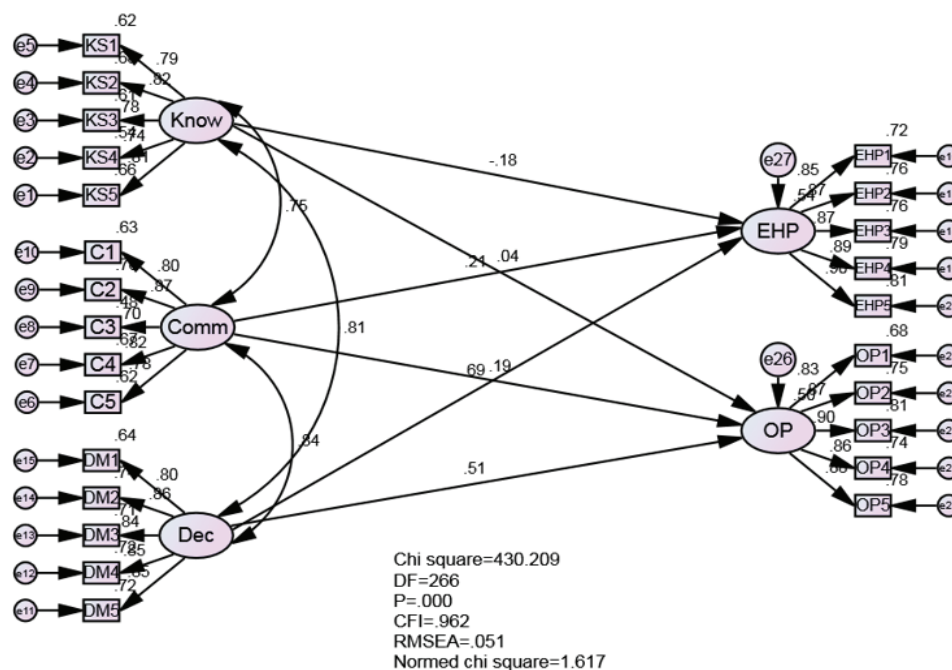 .62
e5 KS1 .79
e4 KS2 .82
.61
e3 KS3 .78
Know
e2 KS4 .74
.66
e1 KS5
-.18
.75
.63
e10 C1 .80
e9 C2 .87
e8 C3 .70
Comm
e7 C4 .82
.62
e6 C5
.21 .04
.81
69 .19
.84
.51
.64
e15 DM1 .80
e14 DM2 .86
.71
e13 DM3 .84
Dec
e12 DM4 .85
.72
e11 DM5
.72
e27 .85 EHP1
.76
.54 .87 EHP2
.76
EHP .87 EHP3
.79
.89 EHP4
.81
.90 EHP5
.68
e26 .83 OP1
.75
.87 OP2
.81
OP .90 OP3
.74
.86 OP4
.78
OP5
Chi square=430.209
DF=266
P=.000
CFI=.962
RMSEA=.051
Normed chi square=1.617